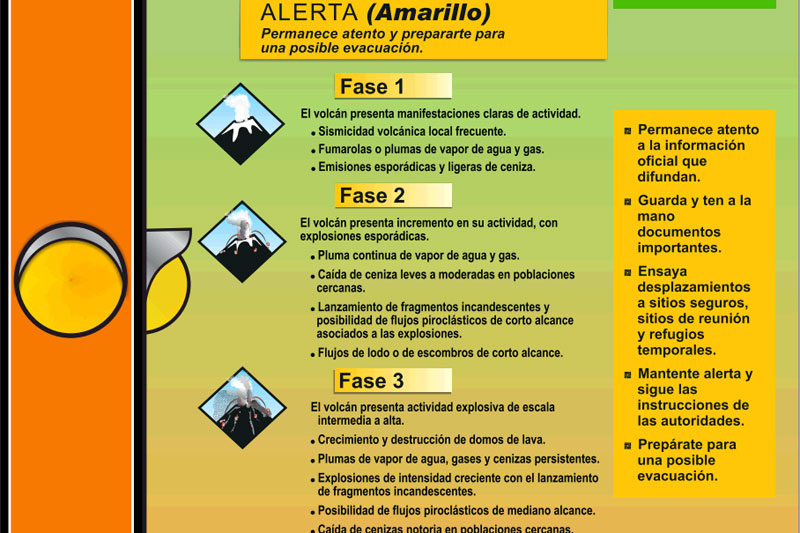 ALERTA (Amarillo)
Permanece atento y prepararte para
una posible evacuación.
Fase 1
El volcán presenta manifestaciones claras de actividad.
• Sismicidad volcánica local frecuente.
• Fumarolas o plumas de vapor de agua y gas.
• Emisiones esporádicas y ligeras de ceniza.
Fase 2
El volcán presenta incremento en su actividad, con
explosiones esporádicas.
• Pluma continua de vapor de agua y gas.
• Caída de ceniza leves a moderadas en poblaciones
cercanas.
• Lanzamiento de fragmentos incandescentes y
posibilidad de flujos piroclásticos de corto alcance
asociados a las explosiones.
• Flujos de lodo o de escombros de corto alcance.
Fase 3
El volcán presenta actividad explosiva de escala
intermedia a alta.
• Crecimiento y destrucción de domos de lava.
• Plumas de vapor de agua, gases y cenizas persistentes.
• Explosiones de intensidad creciente con el lanzamiento
de fragmentos incandescentes.
• Posibilidad de flujos piroclásticos de mediano alcance.
• Caída de cenizas notoria en poblaciones cercanas.
Permanece atento
a la información
oficial que
difundan.
Guarda y ten a la
mano
documentos
importantes.
Ensaya
desplazamientos
a sitios seguros,
sitios de reunión
y refugios
temporales.
Mantente alerta y
sigue las
instrucciones de
las autoridades.
Prepárate para
una posible
evacuación.